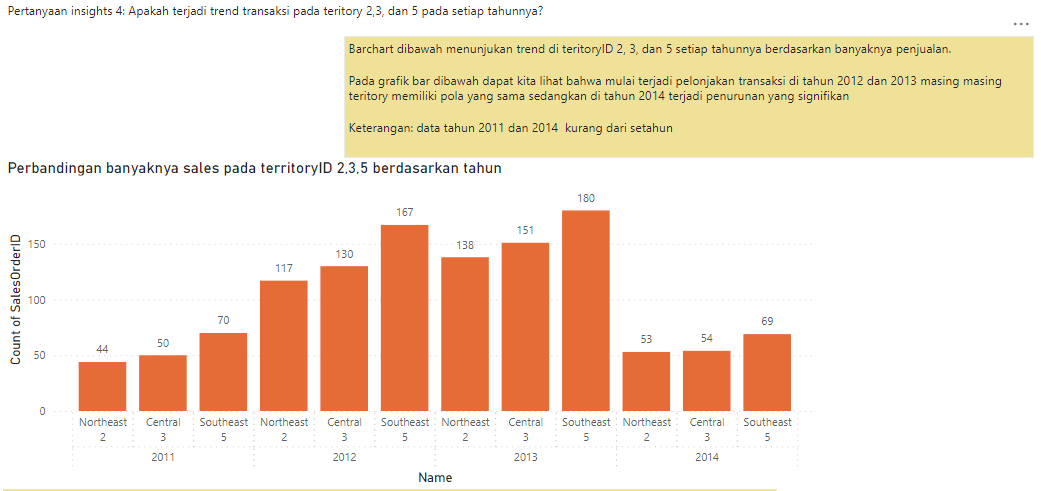 Pertanyaan insights 4: Apakah terjadi trend transaksi pada teritory 2,3, dan 5 pada setiap tahunnya?
Barchart dibawah menunjukan trend di teritoryID 2, 3, dan 5 setiap tahunnya berdasarkan banyaknya penjualan.
Pada grafik bar dibawah dapat kita lihat bahwa mulai terjadi pelonjakan transaksi di tahun 2012 dan 2013 masing masing
teritory memiliki pola yang sama sedangkan di tahun 2014 terjadi penurunan yang signifikan
Keterangan: data tahun 2011 dan 2014 kurang dari setahun
Perbandingan banyaknya sales pada territoryID 2,3,5 berdasarkan tahun
Count of SalesOrderID
150
100
50
0
44
50
70
117
130
167
138
151
180
53
54
69
Northeast Central Southeast Northeast Central Southeast Northeast Central Southeast Northeast Central Southeast
2 3 5 2 3 5 2 3 5 2 3 5
2011 2012 2013 2014
Name